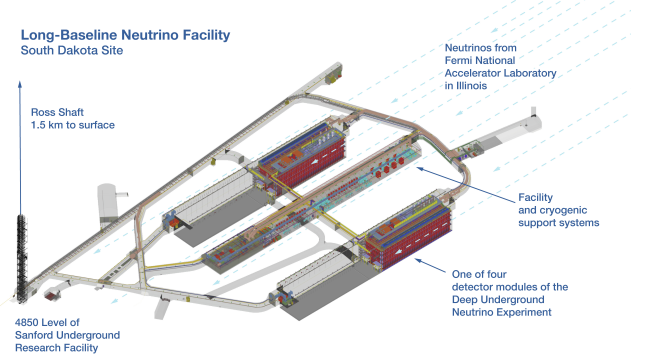 Long-Baseline Neutrino Facility
South Dakota Site
Neutrinos from
Fermi National
Accelerator Laboratory
in Illinois
Ross Shaft
1.5 km to surface
Facility
and cryogenic
support systems
One of four
detector modules of the
Deep Underground
Neutrino Experiment
4850 Level of
Sanford Underground
Research Facility